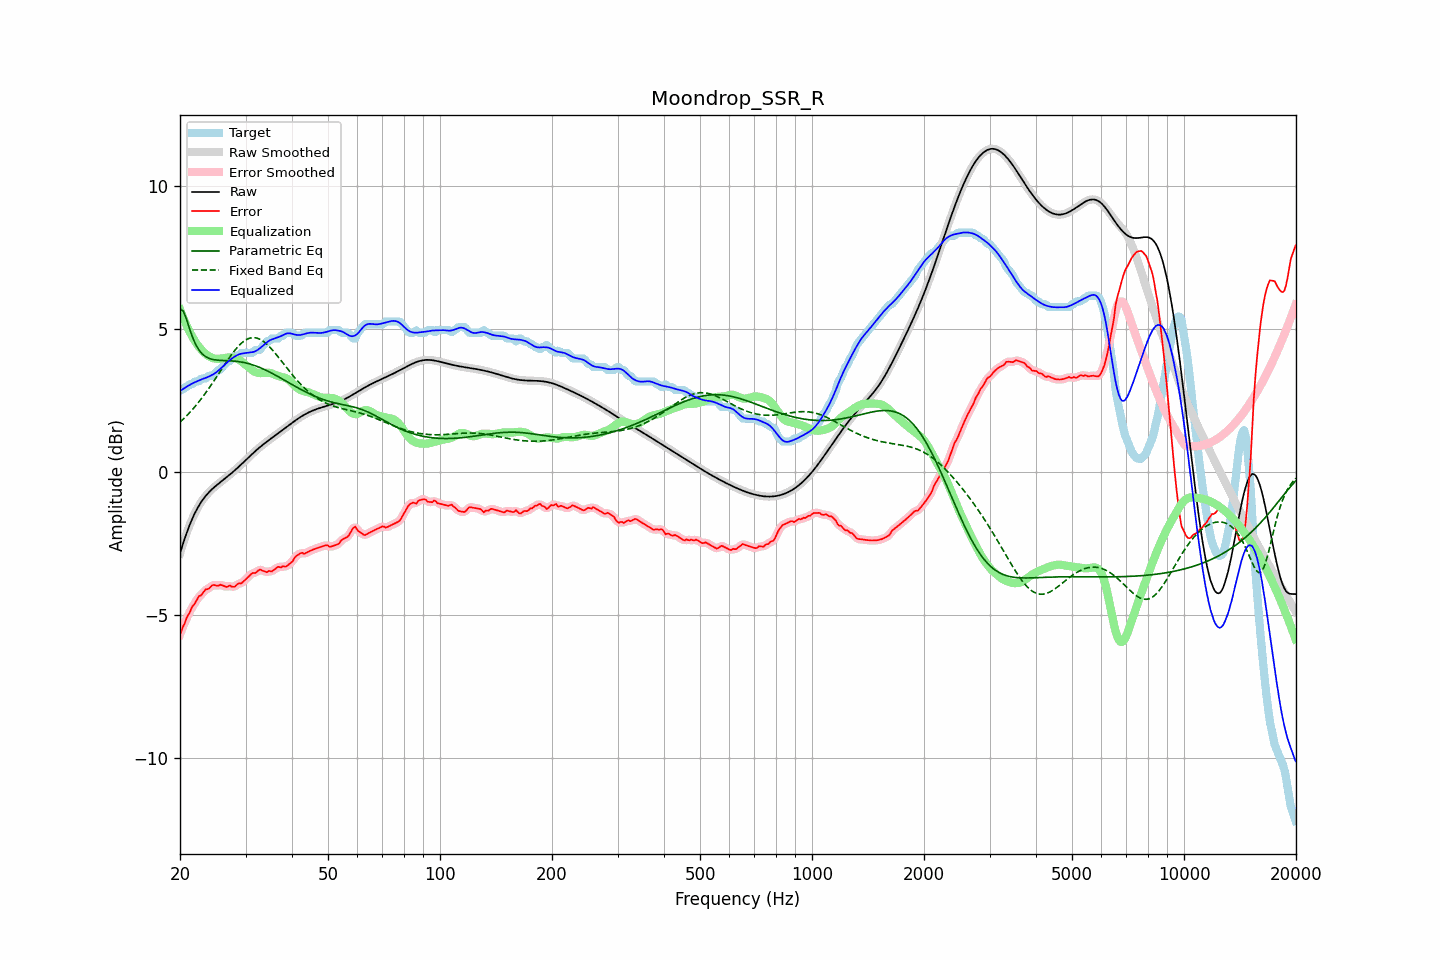 Moondrop_SSR_R
Target
Raw Smoothed
Error Smoothed
Raw
Error
Equalization
Parametric Eq
Fixed Band Eq
Equalized
Amplitude (dBr)
10
5
0
−5
−10
20 50 100 200 500 1000 2000 5000 10000 20000
Frequency (Hz)